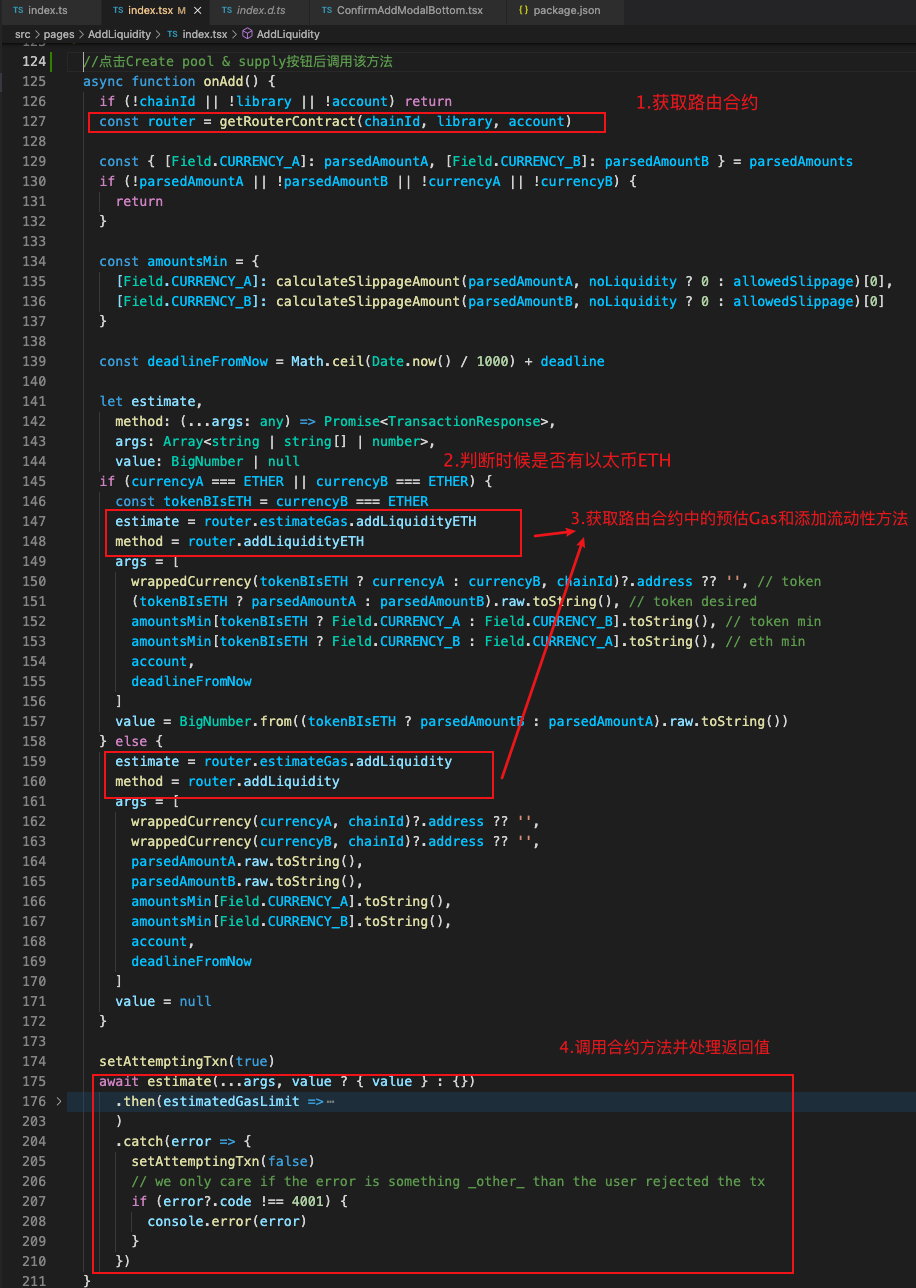 TS index.ts TS index.tsx M × TS index.d.ts TS ConfirmAddModalBottom.tsx {} package.json
src > pages > AddLiquidity > TS index.tsx > AddLiquidity
124 //点击Create pool & supply按钮后调用该方法
125 async function onAdd() {
126 if (!chainId || !library || !account) return
1.获取路由合约
127 const router = getRouterContract(chainId, library, account)
128
129 const { [Field.CURRENCY_A]: parsedAmountA, [Field.CURRENCY_B]: parsedAmountB } = parsedAmounts
130 if (!parsedAmountA || !parsedAmountB || !currencyA || !currencyB) {
131 return
132 }
133
134 const amountsMin = {
135 [Field.CURRENCY_A]: calculateSlippageAmount(parsedAmountA, noLiquidity ? 0 : allowedSlippage)[0],
136 [Field.CURRENCY_B]: calculateSlippageAmount(parsedAmountB, noLiquidity ? 0 : allowedSlippage)[0]
137 }
138
139 const deadlineFromNow = Math.ceil(Date.now() / 1000) + deadline
140
141 let estimate,
142 method: (...args: any) => Promise<TransactionResponse>,
143 args: Array<string | string[] | number>,
144 value: BigNumber | null
2.判断时候是否有以太币ETH
145 if (currencyA === ETHER || currencyB === ETHER) {
146 const tokenBIsETH = currencyB === ETHER
147 estimate = router.estimateGas.addLiquidityETH
3.获取路由合约中的预估Gas和添加流动性方法
148 method = router.addLiquidityETH
149 args = [
150 wrappedCurrency(tokenBIsETH ? currencyA : currencyB, chainId)?.address ?? '', // token
151 (tokenBIsETH ? parsedAmountA : parsedAmountB).raw.toString(), // token desired
152 amountsMin[tokenBIsETH ? Field.CURRENCY_A : Field.CURRENCY_B].toString(), // token min
153 amountsMin[tokenBIsETH ? Field.CURRENCY_B : Field.CURRENCY_A].toString(), // eth min
154 account,
155 deadlineFromNow
156 ]
157 value = BigNumber.from((tokenBIsETH ? parsedAmountB : parsedAmountA).raw.toString())
158 } else {
159 estimate = router.estimateGas.addLiquidity
160 method = router.addLiquidity
161 args = [
162 wrappedCurrency(currencyA, chainId)?.address ?? '',
163 wrappedCurrency(currencyB, chainId)?.address ?? '',
164 parsedAmountA.raw.toString(),
165 parsedAmountB.raw.toString(),
166 amountsMin[Field.CURRENCY_A].toString(),
167 amountsMin[Field.CURRENCY_B].toString(),
168 account,
169 deadlineFromNow
170 ]
171 value = null
172 }
173
4.调用合约方法并处理返回值
174 setAttemptingTxn(true)
175 await estimate(...args, value ? { value } : {})
176 > .then(estimatedGasLimit =>⋯
203 )
204 .catch(error => {
205 setAttemptingTxn(false)
206 // we only care if the error is something _other_ than the user rejected the tx
207 if (error?.code !== 4001) {
208 console.error(error)
209 }
210 })
211 }